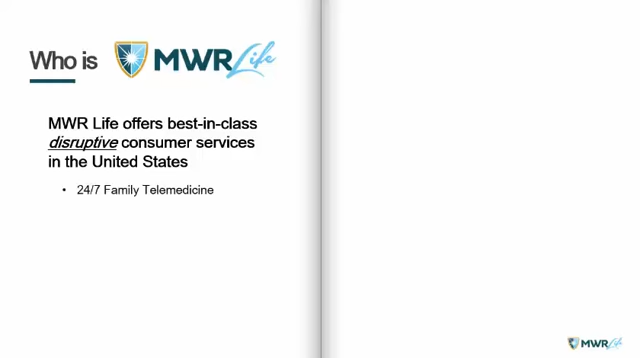 Who is MWR Life
MWR Life offers best-in-class
disruptive consumer services
in the United States
• 24/7 Family Telemedicine
MWR Life